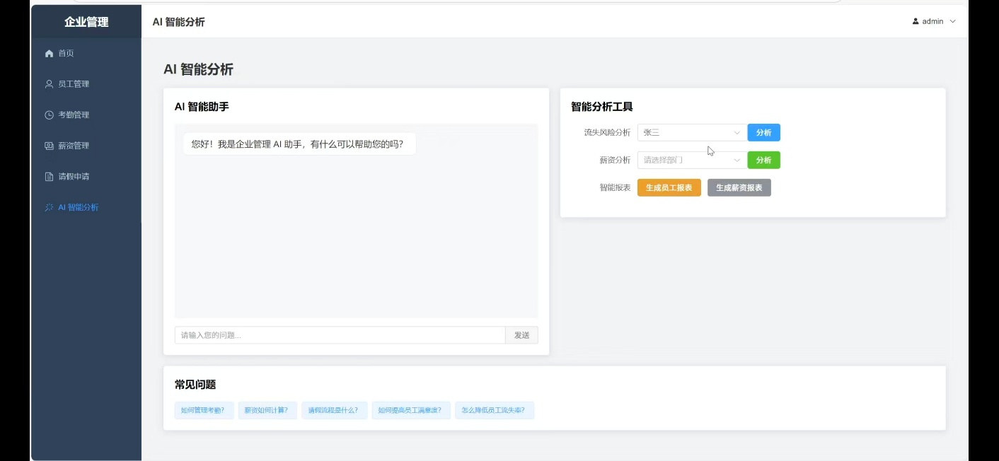 企业管理
首页
员工管理
考勤管理
薪资管理
请假申请
AI 智能分析
AI 智能分析
admin
AI 智能分析
AI 智能助手
您好！我是企业管理 AI 助手，有什么可以帮助您的吗？
请输入您的问题...
发送
智能分析工具
流失风险分析
张三
分析
薪资分析
请选择部门
分析
智能报表
生成员工报表
生成薪资报表
常见问题
如何管理考勤？
薪资如何计算？
请假流程是什么？
如何提高员工满意度？
怎么降低员工流失率？